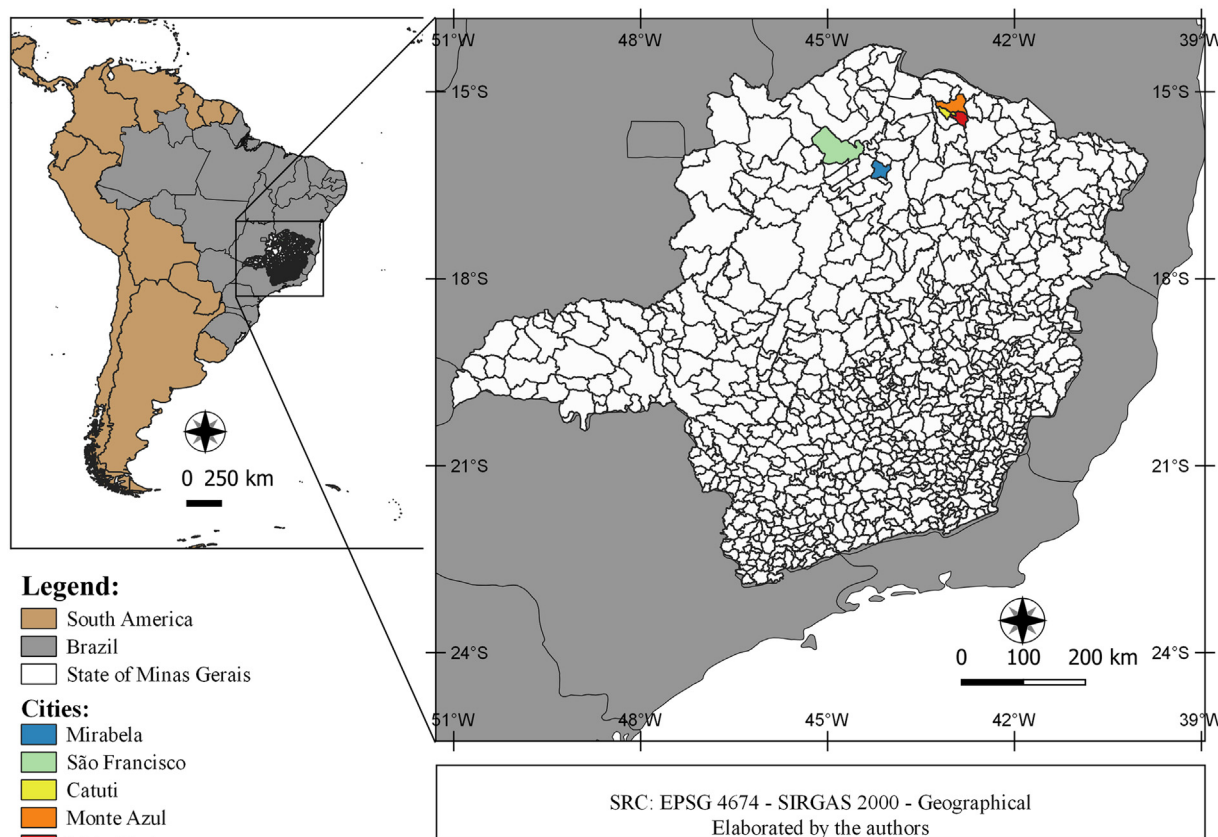 51°W 48°W 45°W 42°W 39°W
15°S 15°S
18°S 18°S
21°S 21°S
24°S 24°S
51°W 48°W 45°W 42°W 39°W
0 250 km
0 100 200 km
Legend:
South America
Brazil
State of Minas Gerais
Cities:
Mirabela
São Francisco
Catuti
Monte Azul
SRC: EPSG 4674 - SIRGAS 2000 - Geographical
Elaborated by the authors